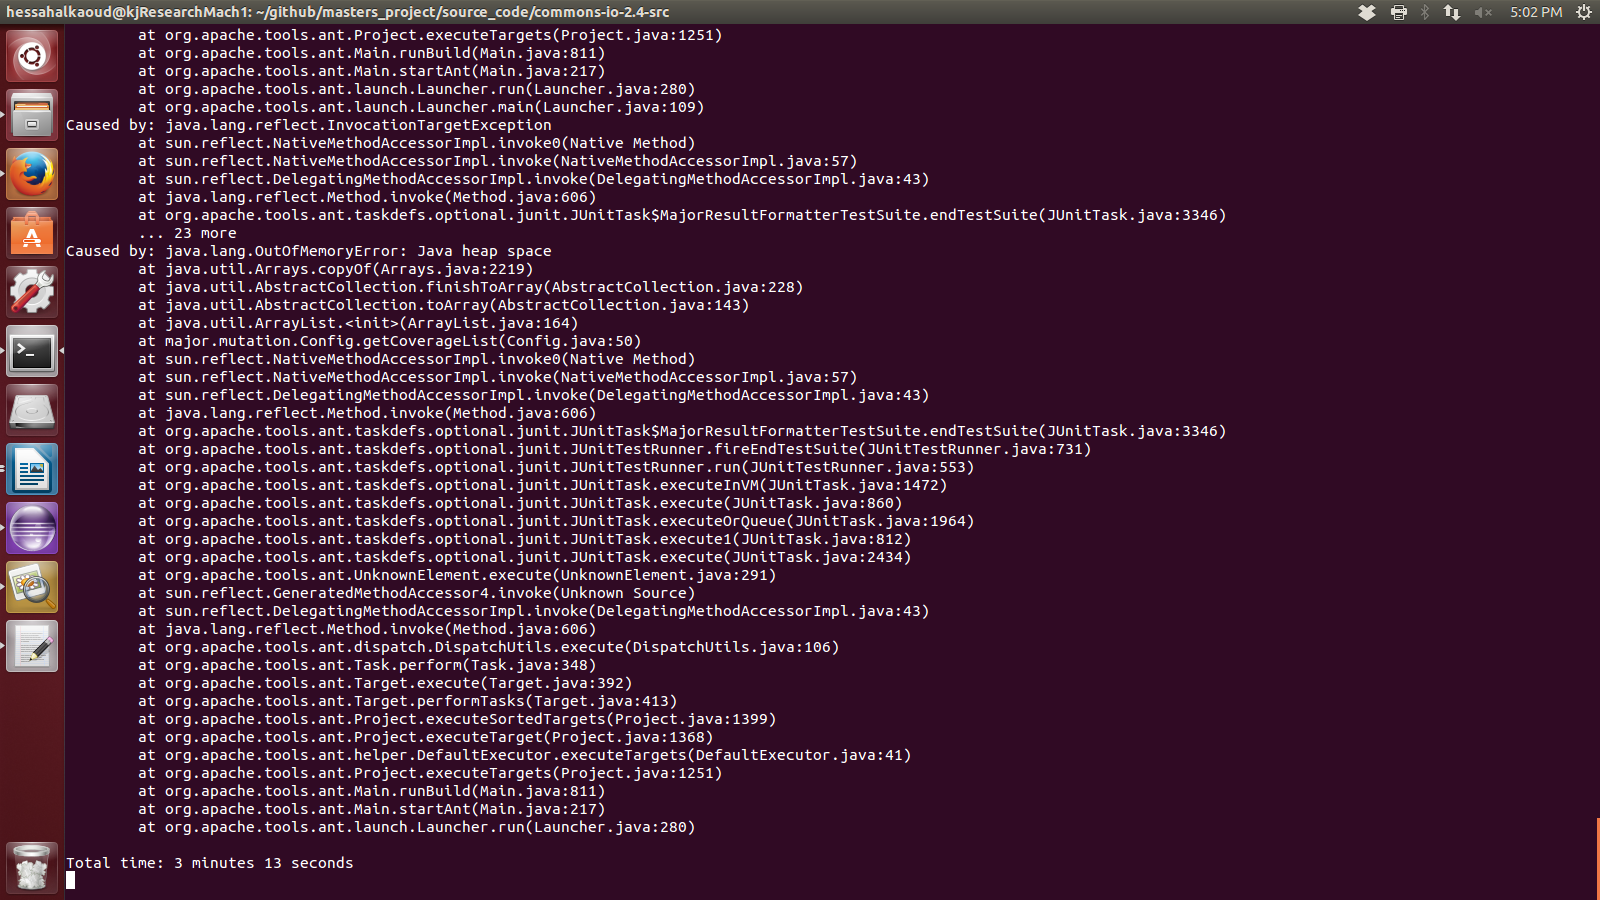 hessahalkaoud@kjResearchMach1: ~/github/masters_project/source_code/commons-io-2.4-src
5:02 PM
at org.apache.tools.ant.Project.executeTargets(Project.java:1251)
at org.apache.tools.ant.Main.runBuild(Main.java:811)
at org.apache.tools.ant.Main.startAnt(Main.java:217)
at org.apache.tools.ant.launch.Launcher.run(Launcher.java:280)
at org.apache.tools.ant.launch.Launcher.main(Launcher.java:109)
Caused by: java.lang.reflect.InvocationTargetException
at sun.reflect.NativeMethodAccessorImpl.invoke0(Native Method)
at sun.reflect.NativeMethodAccessorImpl.invoke(NativeMethodAccessorImpl.java:57)
at sun.reflect.DelegatingMethodAccessorImpl.invoke(DelegatingMethodAccessorImpl.java:43)
at java.lang.reflect.Method.invoke(Method.java:606)
at org.apache.tools.ant.taskdefs.optional.junit.JUnitTask$MajorResultFormatterTestSuite.endTestSuite(JUnitTask.java:3346)
... 23 more
Caused by: java.lang.OutOfMemoryError: Java heap space
at java.util.Arrays.copyOf(Arrays.java:2219)
at java.util.AbstractCollection.finishToArray(AbstractCollection.java:228)
at java.util.AbstractCollection.toArray(AbstractCollection.java:143)
at java.util.ArrayList.<init>(ArrayList.java:164)
at major.mutation.Config.getCoverageList(Config.java:50)
at sun.reflect.NativeMethodAccessorImpl.invoke0(Native Method)
at sun.reflect.NativeMethodAccessorImpl.invoke(NativeMethodAccessorImpl.java:57)
at sun.reflect.DelegatingMethodAccessorImpl.invoke(DelegatingMethodAccessorImpl.java:43)
at java.lang.reflect.Method.invoke(Method.java:606)
at org.apache.tools.ant.taskdefs.optional.junit.JUnitTask$MajorResultFormatterTestSuite.endTestSuite(JUnitTask.java:3346)
at org.apache.tools.ant.taskdefs.optional.junit.JUnitTestRunner.fireEndTestSuite(JUnitTestRunner.java:731)
at org.apache.tools.ant.taskdefs.optional.junit.JUnitTestRunner.run(JUnitTestRunner.java:553)
at org.apache.tools.ant.taskdefs.optional.junit.JUnitTask.executeInVM(JUnitTask.java:1472)
at org.apache.tools.ant.taskdefs.optional.junit.JUnitTask.execute(JUnitTask.java:860)
at org.apache.tools.ant.taskdefs.optional.junit.JUnitTask.executeOrQueue(JUnitTask.java:1964)
at org.apache.tools.ant.taskdefs.optional.junit.JUnitTask.execute1(JUnitTask.java:812)
at org.apache.tools.ant.taskdefs.optional.junit.JUnitTask.execute(JUnitTask.java:2434)
at org.apache.tools.ant.UnknownElement.execute(UnknownElement.java:291)
at sun.reflect.GeneratedMethodAccessor4.invoke(Unknown Source)
at sun.reflect.DelegatingMethodAccessorImpl.invoke(DelegatingMethodAccessorImpl.java:43)
at java.lang.reflect.Method.invoke(Method.java:606)
at org.apache.tools.ant.dispatch.DispatchUtils.execute(DispatchUtils.java:106)
at org.apache.tools.ant.Task.perform(Task.java:348)
at org.apache.tools.ant.Target.execute(Target.java:392)
at org.apache.tools.ant.Target.performTasks(Target.java:413)
at org.apache.tools.ant.Project.executeSortedTargets(Project.java:1399)
at org.apache.tools.ant.Project.executeTarget(Project.java:1368)
at org.apache.tools.ant.helper.DefaultExecutor.executeTargets(DefaultExecutor.java:41)
at org.apache.tools.ant.Project.executeTargets(Project.java:1251)
at org.apache.tools.ant.Main.runBuild(Main.java:811)
at org.apache.tools.ant.Main.startAnt(Main.java:217)
at org.apache.tools.ant.launch.Launcher.run(Launcher.java:280)
Total time: 3 minutes 13 seconds